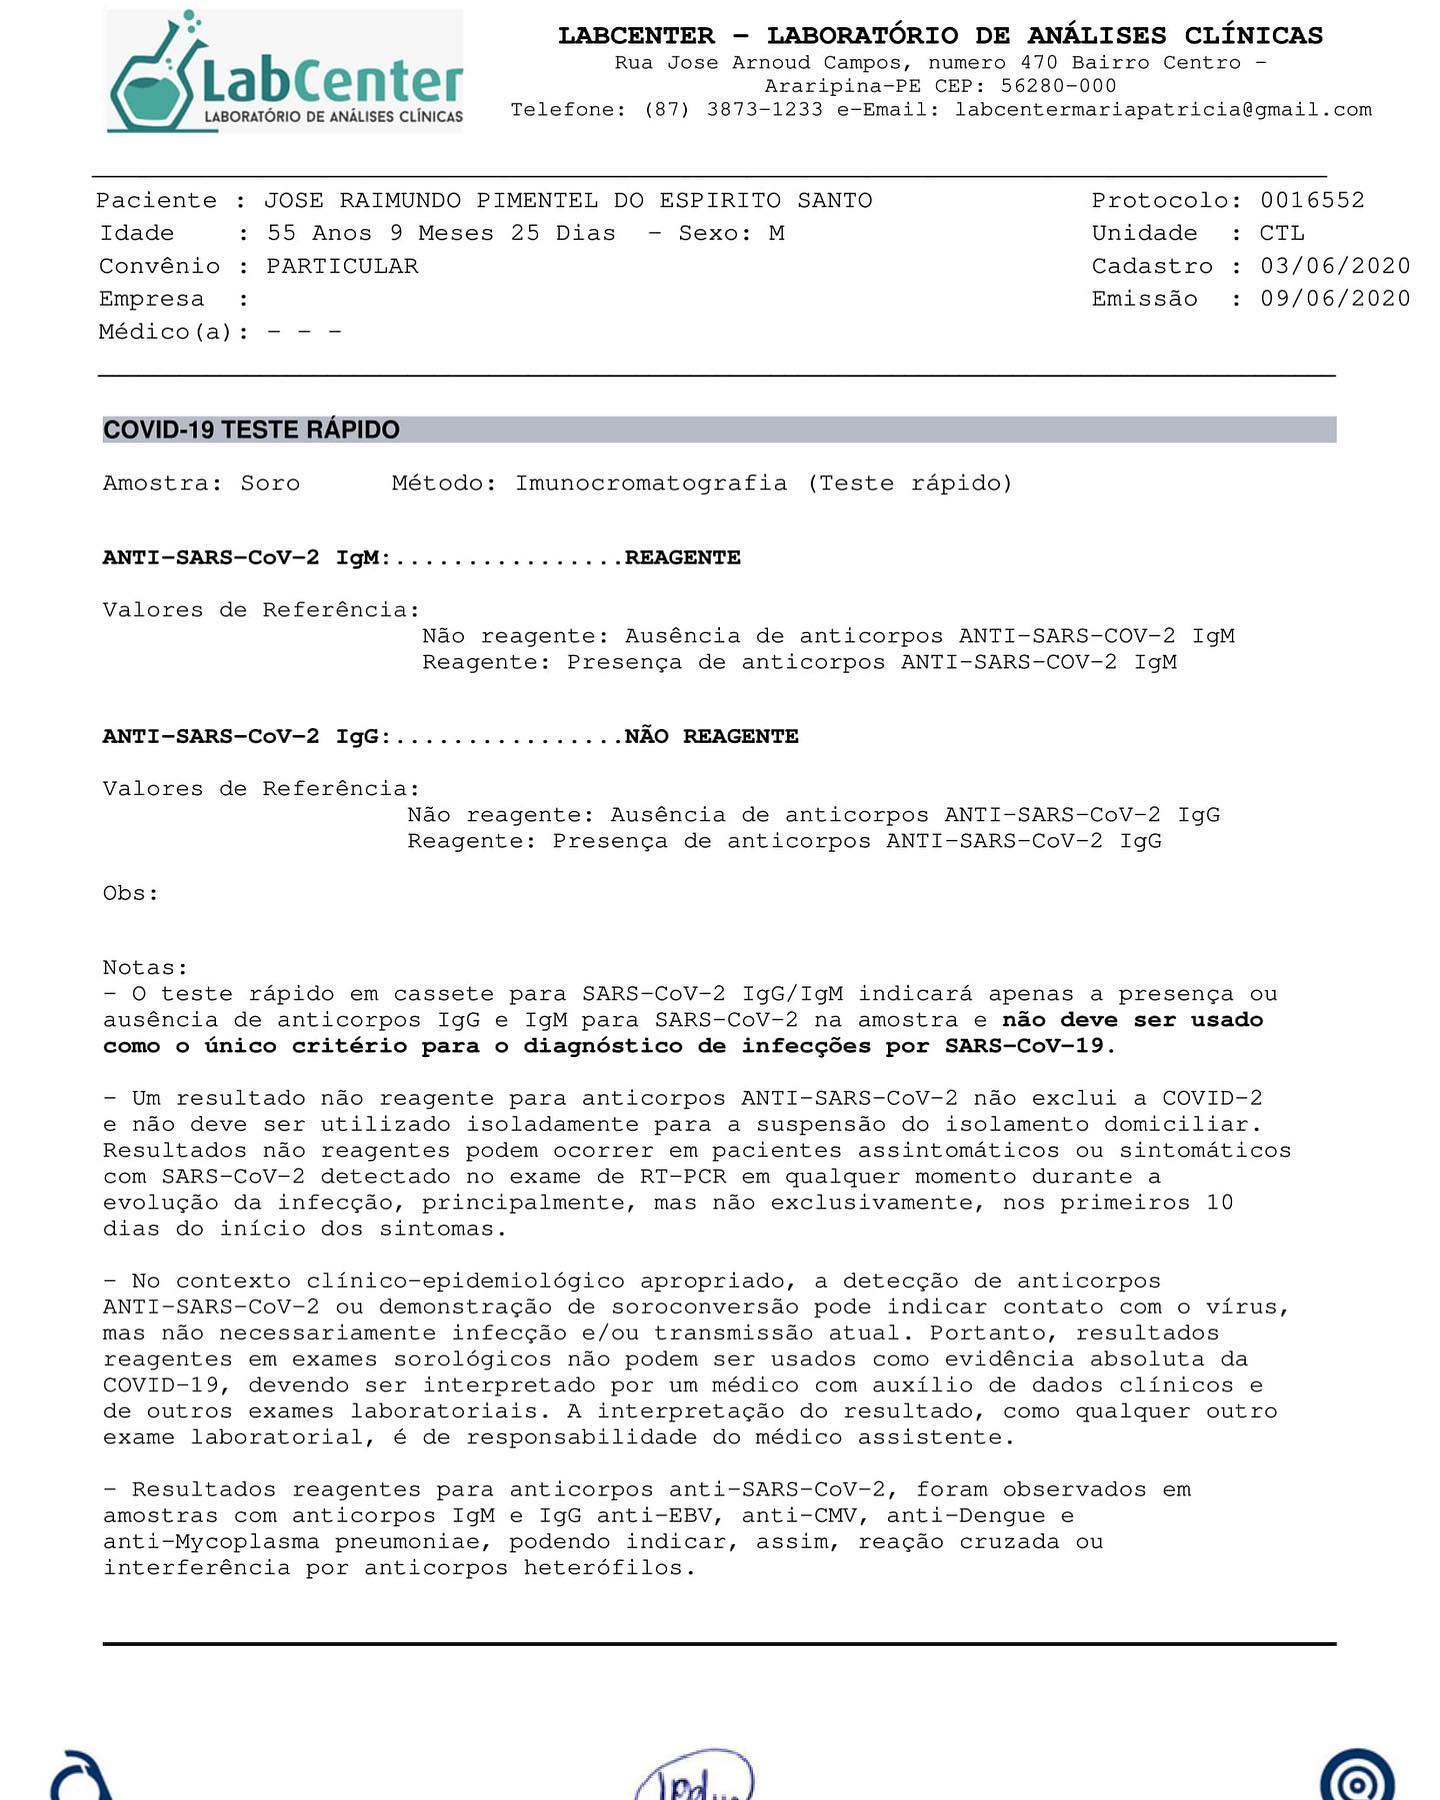 LabCenter
LABORATÓRIO DE ANÁLISES CLÍNICAS
LABCENTER - LABORATÓRIO DE ANÁLISES CLÍNICAS
Rua Jose Arnoud Campos, numero 470 Bairro Centro -
Araripina-PE CEP: 56280-000
Telefone: (87) 3873-1233 e-Email: labcentermariapatricia@gmail.com
Paciente : JOSE RAIMUNDO PIMENTEL DO ESPIRITO SANTO Protocolo: 0016552
Idade : 55 Anos 9 Meses 25 Dias - Sexo: M Unidade : CTL
Convênio : PARTICULAR Cadastro : 03/06/2020
Empresa : Emissão : 09/06/2020
Médico(a): - - -
COVID-19 TESTE RÁPIDO
Amostra: Soro Método: Imunocromatografia (Teste rápido)
ANTI-SARS-CoV-2 IgM:................REAGENTE
Valores de Referência:
Não reagente: Ausência de anticorpos ANTI-SARS-COV-2 IgM
Reagente: Presença de anticorpos ANTI-SARS-COV-2 IgM
ANTI-SARS-CoV-2 IgG:................NÃO REAGENTE
Valores de Referência:
Não reagente: Ausência de anticorpos ANTI-SARS-CoV-2 IgG
Reagente: Presença de anticorpos ANTI-SARS-CoV-2 IgG
Obs:
Notas:
- O teste rápido em cassete para SARS-CoV-2 IgG/IgM indicará apenas a presença ou
ausência de anticorpos IgG e IgM para SARS-CoV-2 na amostra e não deve ser usado
como o único critério para o diagnóstico de infecções por SARS-CoV-19.
- Um resultado não reagente para anticorpos ANTI-SARS-CoV-2 não exclui a COVID-2
e não deve ser utilizado isoladamente para a suspensão do isolamento domiciliar.
Resultados não reagentes podem ocorrer em pacientes assintomáticos ou sintomáticos
com SARS-CoV-2 detectado no exame de RT-PCR em qualquer momento durante a
evolução da infecção, principalmente, mas não exclusivamente, nos primeiros 10
dias do início dos sintomas.
- No contexto clínico-epidemiológico apropriado, a detecção de anticorpos
ANTI-SARS-CoV-2 ou demonstração de soroconversão pode indicar contato com o vírus,
mas não necessariamente infecção e/ou transmissão atual. Portanto, resultados
reagentes em exames sorológicos não podem ser usados como evidência absoluta da
COVID-19, devendo ser interpretado por um médico com auxílio de dados clínicos e
de outros exames laboratoriais. A interpretação do resultado, como qualquer outro
exame laboratorial, é de responsabilidade do médico assistente.
- Resultados reagentes para anticorpos anti-SARS-CoV-2, foram observados em
amostras com anticorpos IgM e IgG anti-EBV, anti-CMV, anti-Dengue e
anti-Mycoplasma pneumoniae, podendo indicar, assim, reação cruzada ou
interferência por anticorpos heterófilos.